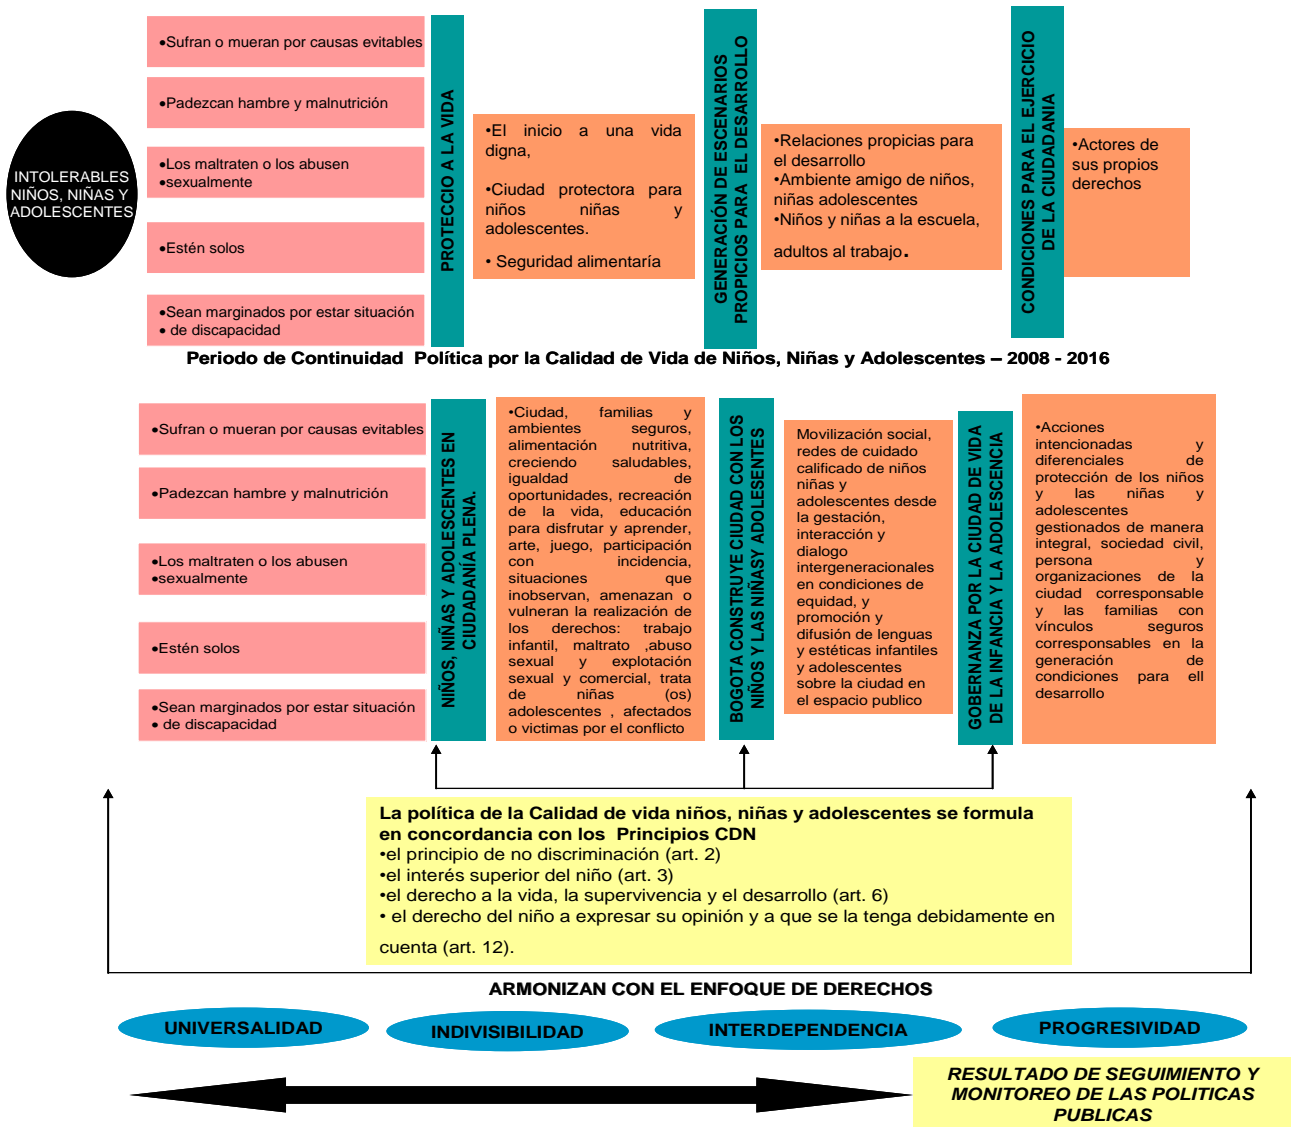 INTOLERABLES
NIÑOS, NIÑAS Y
ADOLESCENTES
•Sufran o mueran por causas evitables
•Padezcan hambre y malnutrición
•Los maltraten o los abusen
•sexualmente
•Estén solos
•Sean marginados por estar situación
• de discapacidad
PROTECCIO A LA VIDA
•El inicio a una vida
digna,
•Ciudad protectora para
niños niñas y
adolescentes.
• Seguridad alimentaría
GENERACIÓN DE ESCENARIOS
PROPICIOS PARA EL DESARROLLO
•Relaciones propicias para
el desarrollo
•Ambiente amigo de niños,
niñas adolescentes
•Niños y niñas a la escuela,
adultos al trabajo.
CONDICIONES PARA EL EJERCICIO
DE LA CIUDADANIA
•Actores de
sus propios
derechos
Periodo de Continuidad Política por la Calidad de Vida de Niños, Niñas y Adolescentes – 2008 - 2016
•Sufran o mueran por causas evitables
•Padezcan hambre y malnutrición
•Los maltraten o los abusen
•sexualmente
•Estén solos
•Sean marginados por estar situación
• de discapacidad
NIÑOS, NIÑAS Y ADOLESCENTES EN
CIUDADANÍA PLENA.
•Ciudad, familias y
ambientes seguros,
alimentación nutritiva,
creciendo saludables,
igualdad de
oportunidades, recreación
de la vida, educación
para disfrutar y aprender,
arte, juego, participación
con incidencia,
situaciones que
inobservan, amenazan o
vulneran la realización de
los derechos: trabajo
infantil, maltrato ,abuso
sexual y explotación
sexual y comercial, trata
de niñas (os)
adolescentes , afectados
o victimas por el conflicto
BOGOTA CONSTRUYE CIUDAD CON LOS
NIÑOS Y LAS NIÑASY ADOLESENTES
Movilización social,
redes de cuidado
calificado de niños
niñas y
adolescentes desde
la gestación,
interacción y
dialogo
intergeneracionales
en condiciones de
equidad, y
promoción y
difusión de lenguas
y estéticas infantiles
y adolescentes
sobre la ciudad en
el espacio publico
GOBERNANZA POR LA CIUDAD DE VIDA
DE LA INFANCIA Y LA ADOLESCENCIA
•Acciones
intencionadas y
diferenciales de
protección de los niños
y las niñas y
adolescentes
gestionados de manera
integral, sociedad civil,
persona y
organizaciones de la
ciudad corresponsable
y las familias con
vínculos seguros
corresponsables en la
generación de
condiciones para ell
desarrollo
La política de la Calidad de vida niños, niñas y adolescentes se formula
en concordancia con los Principios CDN
•el principio de no discriminación (art. 2)
•el interés superior del niño (art. 3)
•el derecho a la vida, la supervivencia y el desarrollo (art. 6)
• el derecho del niño a expresar su opinión y a que se la tenga debidamente en
cuenta (art. 12).
ARMONIZAN CON EL ENFOQUE DE DERECHOS
UNIVERSALIDAD
INDIVISIBILIDAD
INTERDEPENDENCIA
PROGRESIVIDAD
RESULTADO DE SEGUIMIENTO Y
MONITOREO DE LAS POLITICAS
PUBLICAS